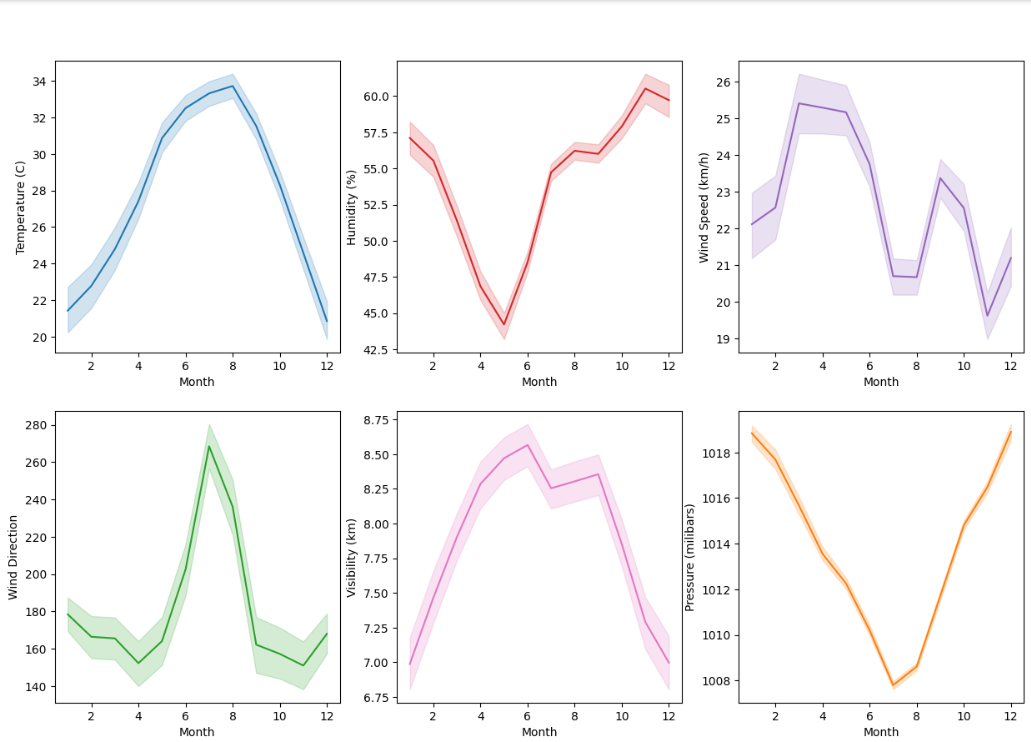 Temperature (C)
34
32
30
28
26
24
22
20
2 4 6 8 10 12
Month
Humidity (%)
60.0
57.5
55.0
52.5
50.0
47.5
45.0
42.5
2 4 6 8 10 12
Month
Wind Speed (km/h)
26
25
24
23
22
21
20
19
2 4 6 8 10 12
Month
Wind Direction
280
260
240
220
200
180
160
140
2 4 6 8 10 12
Month
Visibility (km)
8.75
8.50
8.25
8.00
7.75
7.50
7.25
7.00
6.75
2 4 6 8 10 12
Month
Pressure (milibars)
1018
1016
1014
1012
1010
1008
2 4 6 8 10 12
Month